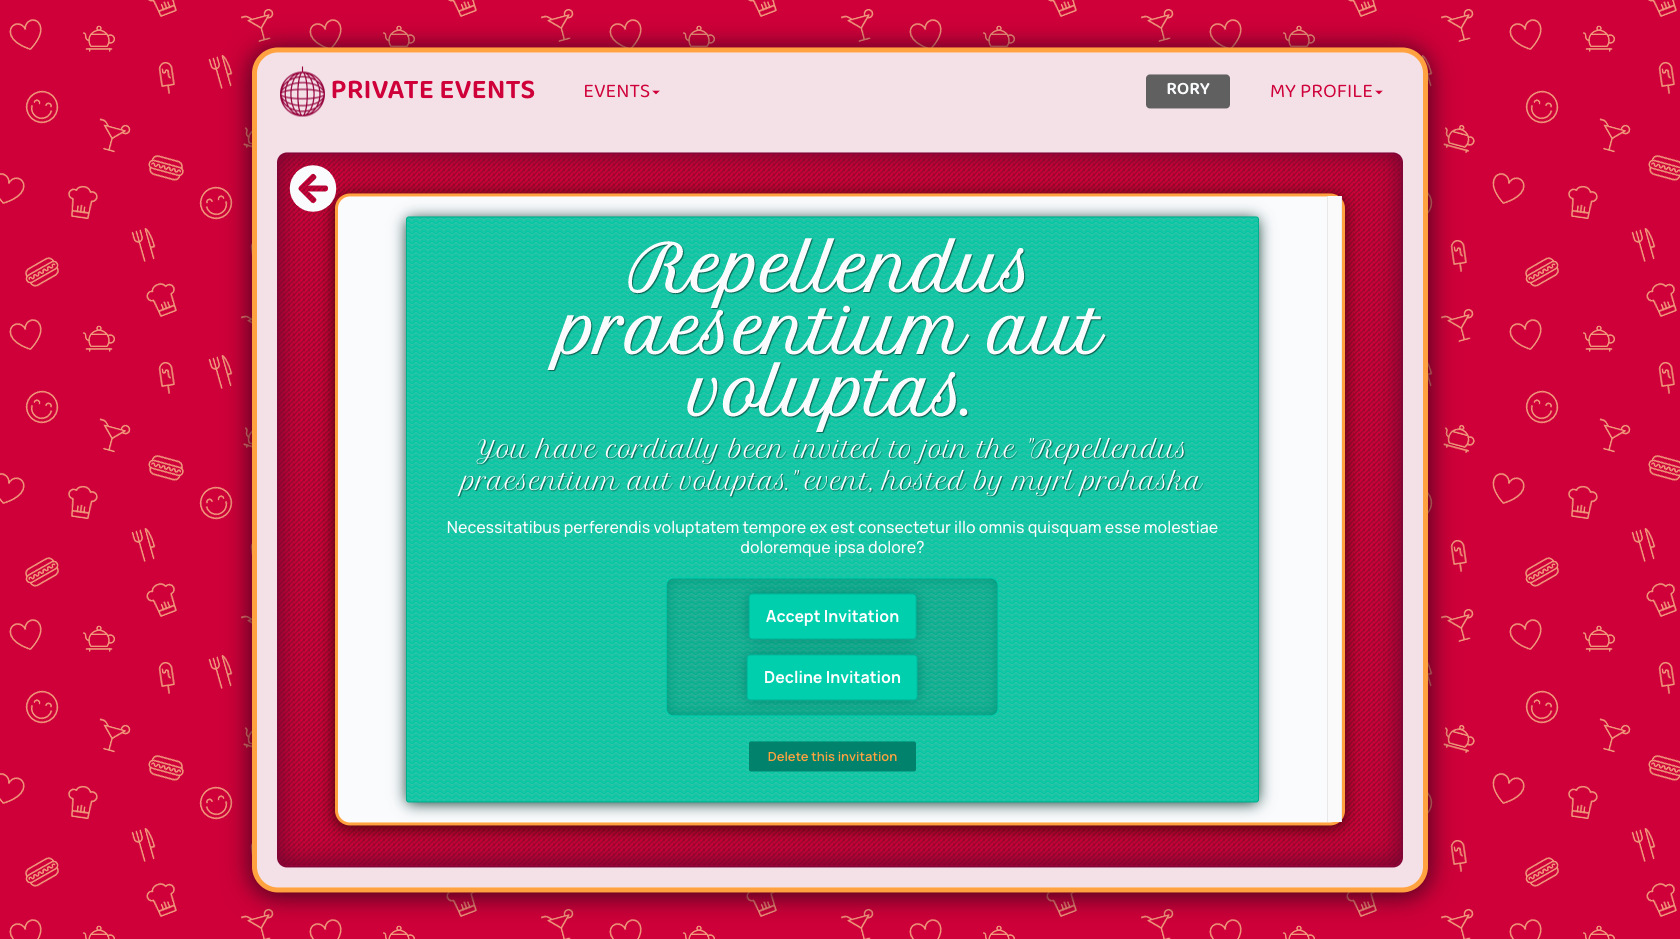 PRIVATE EVENTS
EVENTS
RORY
MY PROFILE
Repellendus
praesentium aut
voluptas.
You have cordially been invited to join the "Repellendus
praesentium aut voluptas." event, hosted by myrl prohaska
Necessitatibus perferendis voluptatem tempore ex est consectetur illo omnis quisquam esse molestiae
doloremque ipsa dolore?
Accept Invitation
Decline Invitation
Delete this invitation